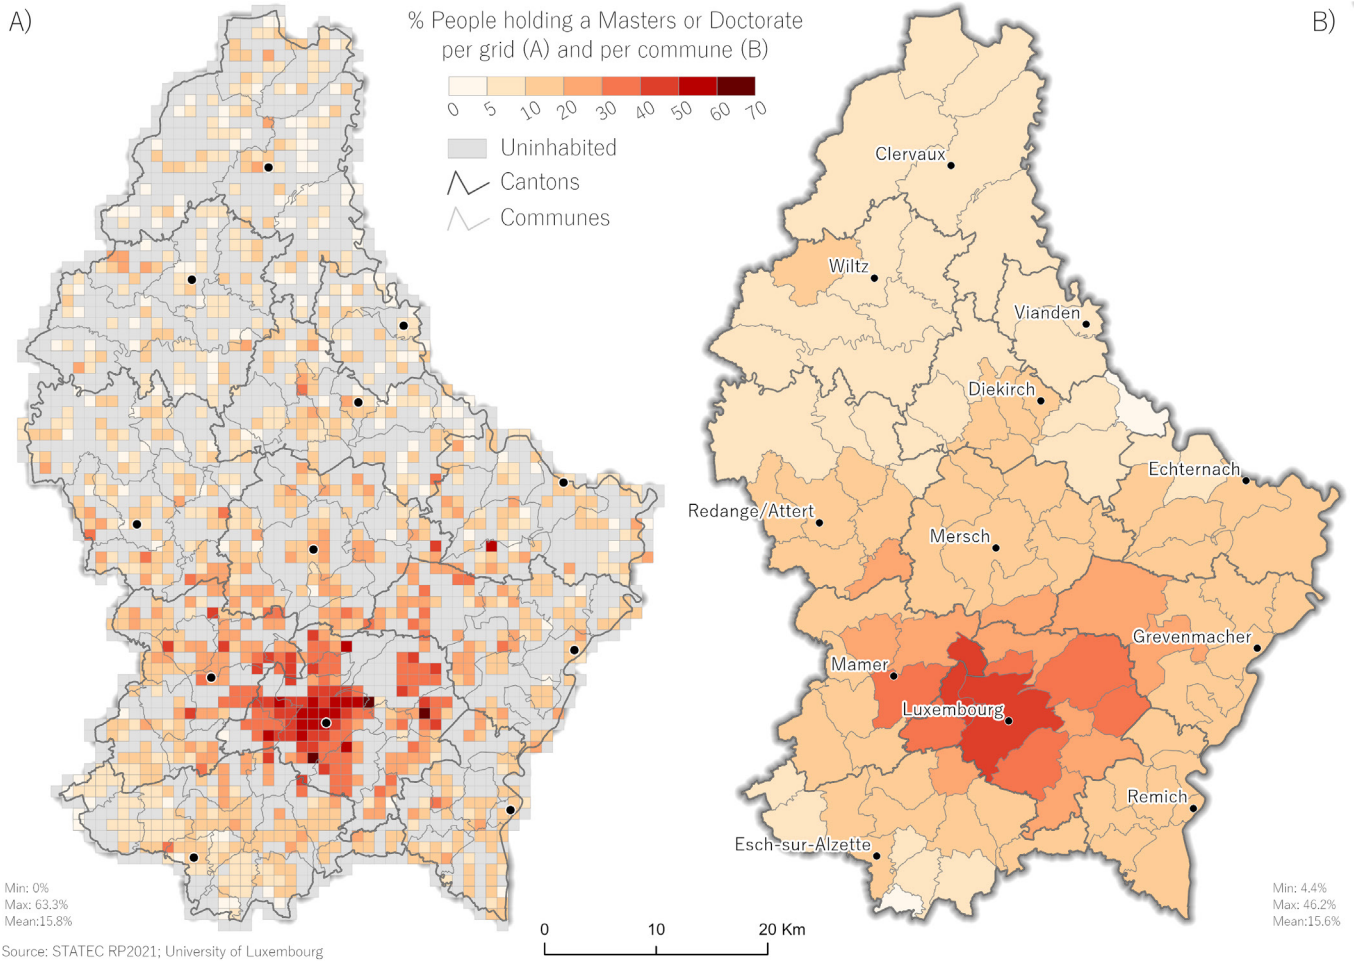 A)
% People holding a Masters or Doctorate
per grid (A) and per commune (B)
B)
0 5 10 20 30 40 50 60 70
Uninhabited
Cantons
Communes
Clervaux
Wiltz
Vianden
Diekirch
Echternach
Redange/Attert
Mersch
Grevenmacher
Mamer
Luxembourg
Remich
Esch-sur-Alzette
Min: 0%
Max: 63.3%
Mean:15.8%
Min: 4.4%
Max: 46.2%
Mean:15.6%
0 10 20 Km
Source: STATEC RP2021; University of Luxembourg